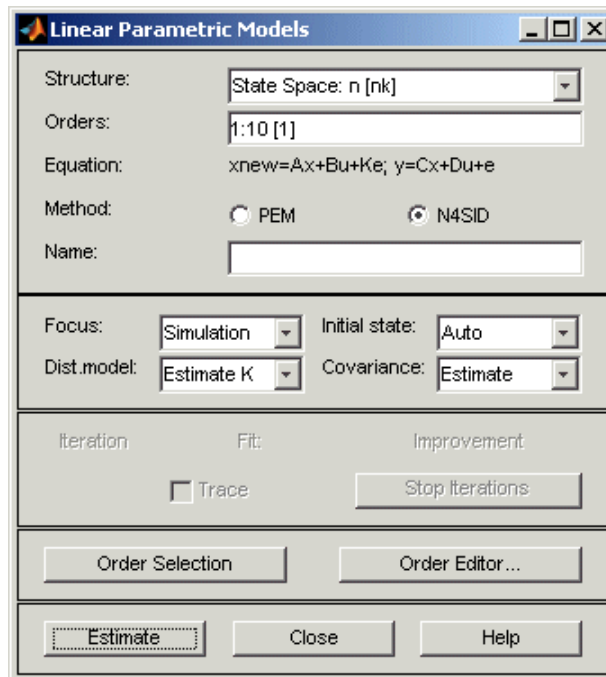 Linear Parametric Models
Structure: State Space: n [nk]
Orders: 1:10 [1]
Equation: xnew=Ax+Bu+Ke; y=Cx+Du+e
Method: PEM N4SID
Name:
Focus: Simulation Initial state: Auto
Dist.model: Estimate K Covariance: Estimate
Iteration Fit: Improvement
Trace Stop Iterations
Order Selection Order Editor...
Estimate Close Help